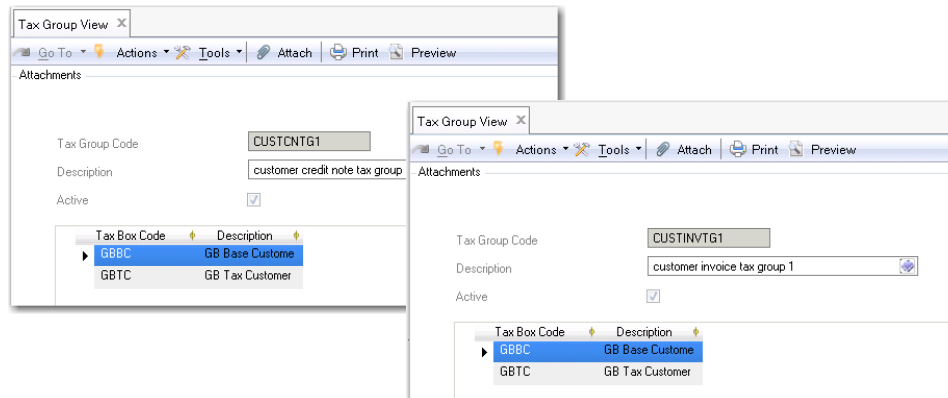 Tax Group View X
Go To Actions Tools Attach Print Preview
Attachments
Tax Group Code CUSTCNTG1
Description customer credit note tax group
Active
Tax Box Code Description
GBBC GB Base Custome
GBTC GB Tax Customer
Tax Group View X
Go To Actions Tools Attach Print Preview
Attachments
Tax Group Code CUSTINVTG1
Description customer invoice tax group 1
Active
Tax Box Code Description
GBBC GB Base Custome
GBTC GB Tax Customer